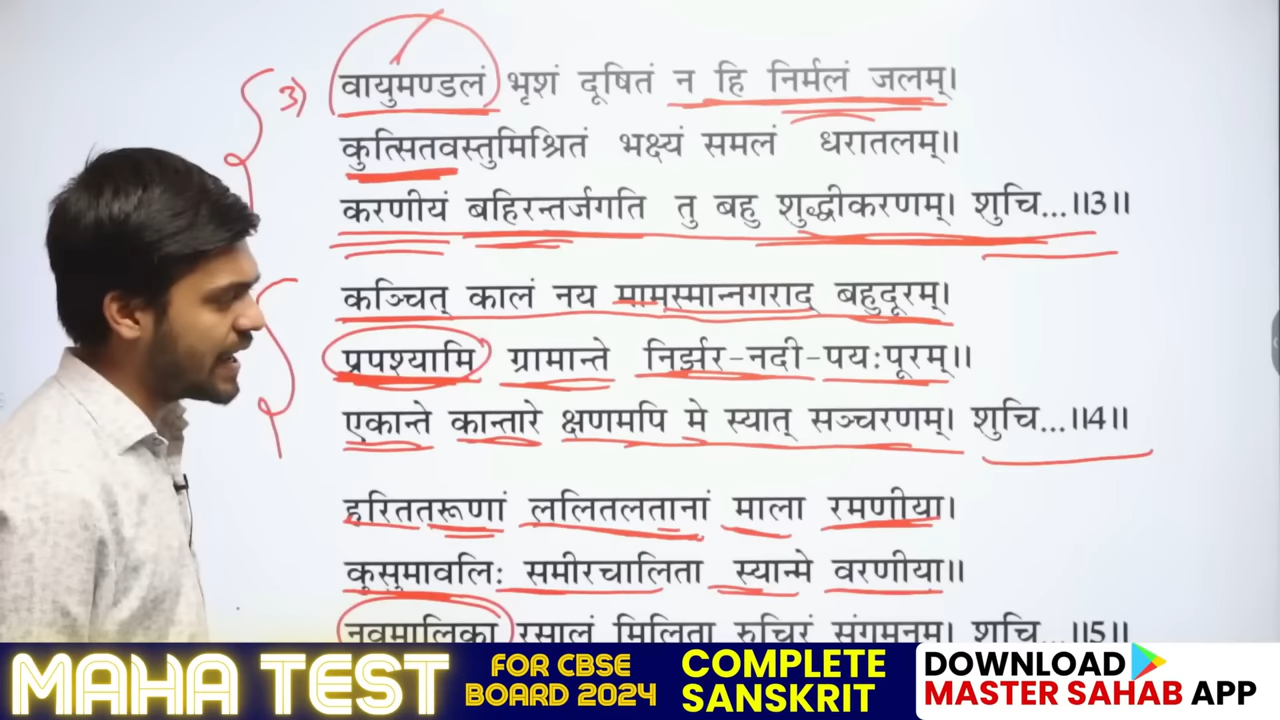 3) वायुमण्डलं भृशं दूषितं न हि निर्मलं जलम्।
कुत्सितवस्तुमिश्रितं भक्ष्यं समलं धरातलम्॥
करणीयं बहिरन्तर्जगति तु बहु शुद्धीकरणम्। शुचि...॥3॥
कञ्चित् कालं नय मामस्मान्नगराद् बहुदूरम्।
प्रपश्यामि ग्रामान्ते निर्झर-नदी-पयःपूरम्॥
एकान्ते कान्तारे क्षणमपि मे स्यात् सञ्चरणम्। शुचि...॥4॥
हरिततरूणां ललितलतानां माला रमणीया।
कुसुमावलिः समीरचालिता स्यान्मे वरणीया॥
नवमालिका रसालं मिलिता रुचिरं संगमनम्। शुचि...॥5॥
MAHA TEST FOR CBSE BOARD 2024
COMPLETE SANSKRIT
DOWNLOAD
MASTER SAHAB APP